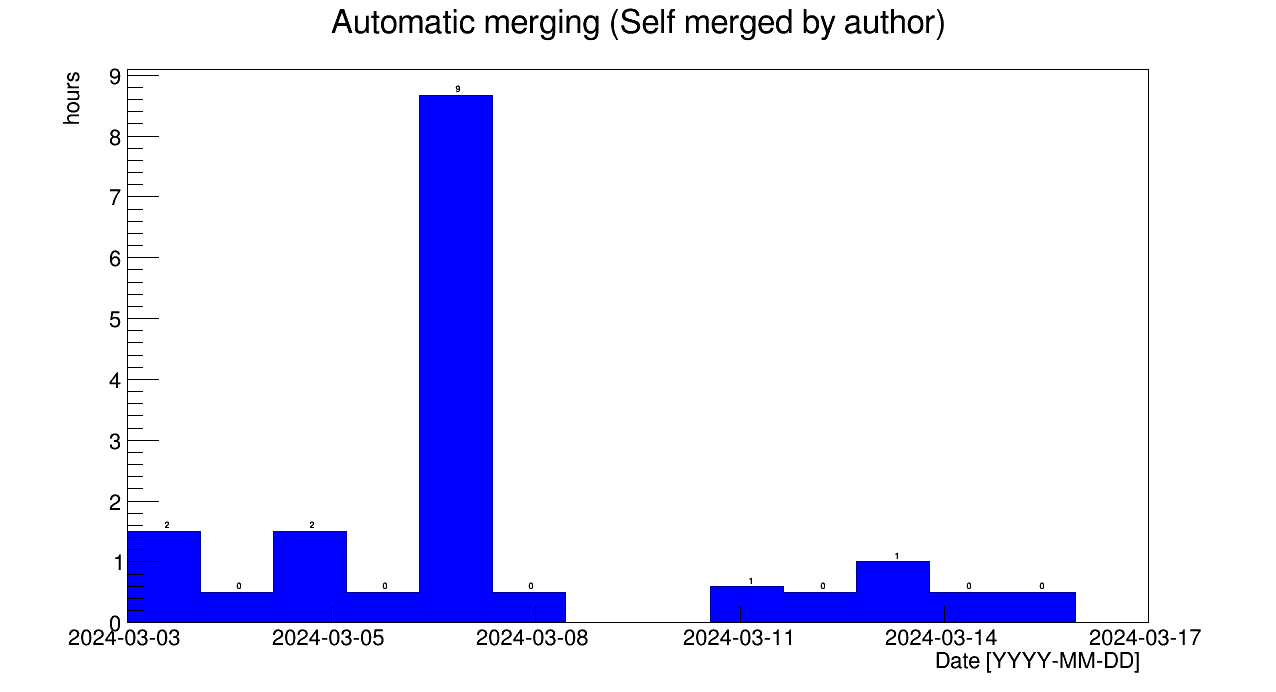 Automatic merging (Self merged by author)
hours
9
8
7
6
5
4
3
2
1
0
2 0 2 0 9 0 1 0 1 0 0
2024-03-03 2024-03-05 2024-03-08 2024-03-11 2024-03-14 2024-03-17
Date [YYYY-MM-DD]